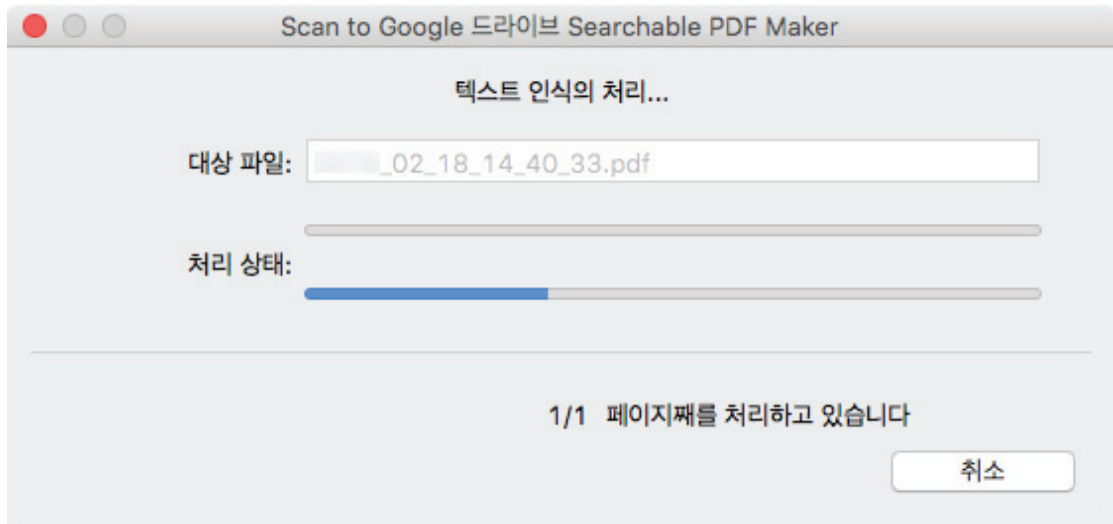 Scan to Google 드라이브 Searchable PDF Maker
텍스트 인식의 처리...
대상 파일: _02_18_14_40_33.pdf
처리 상태:
1/1 페이지째를 처리하고 있습니다
취소